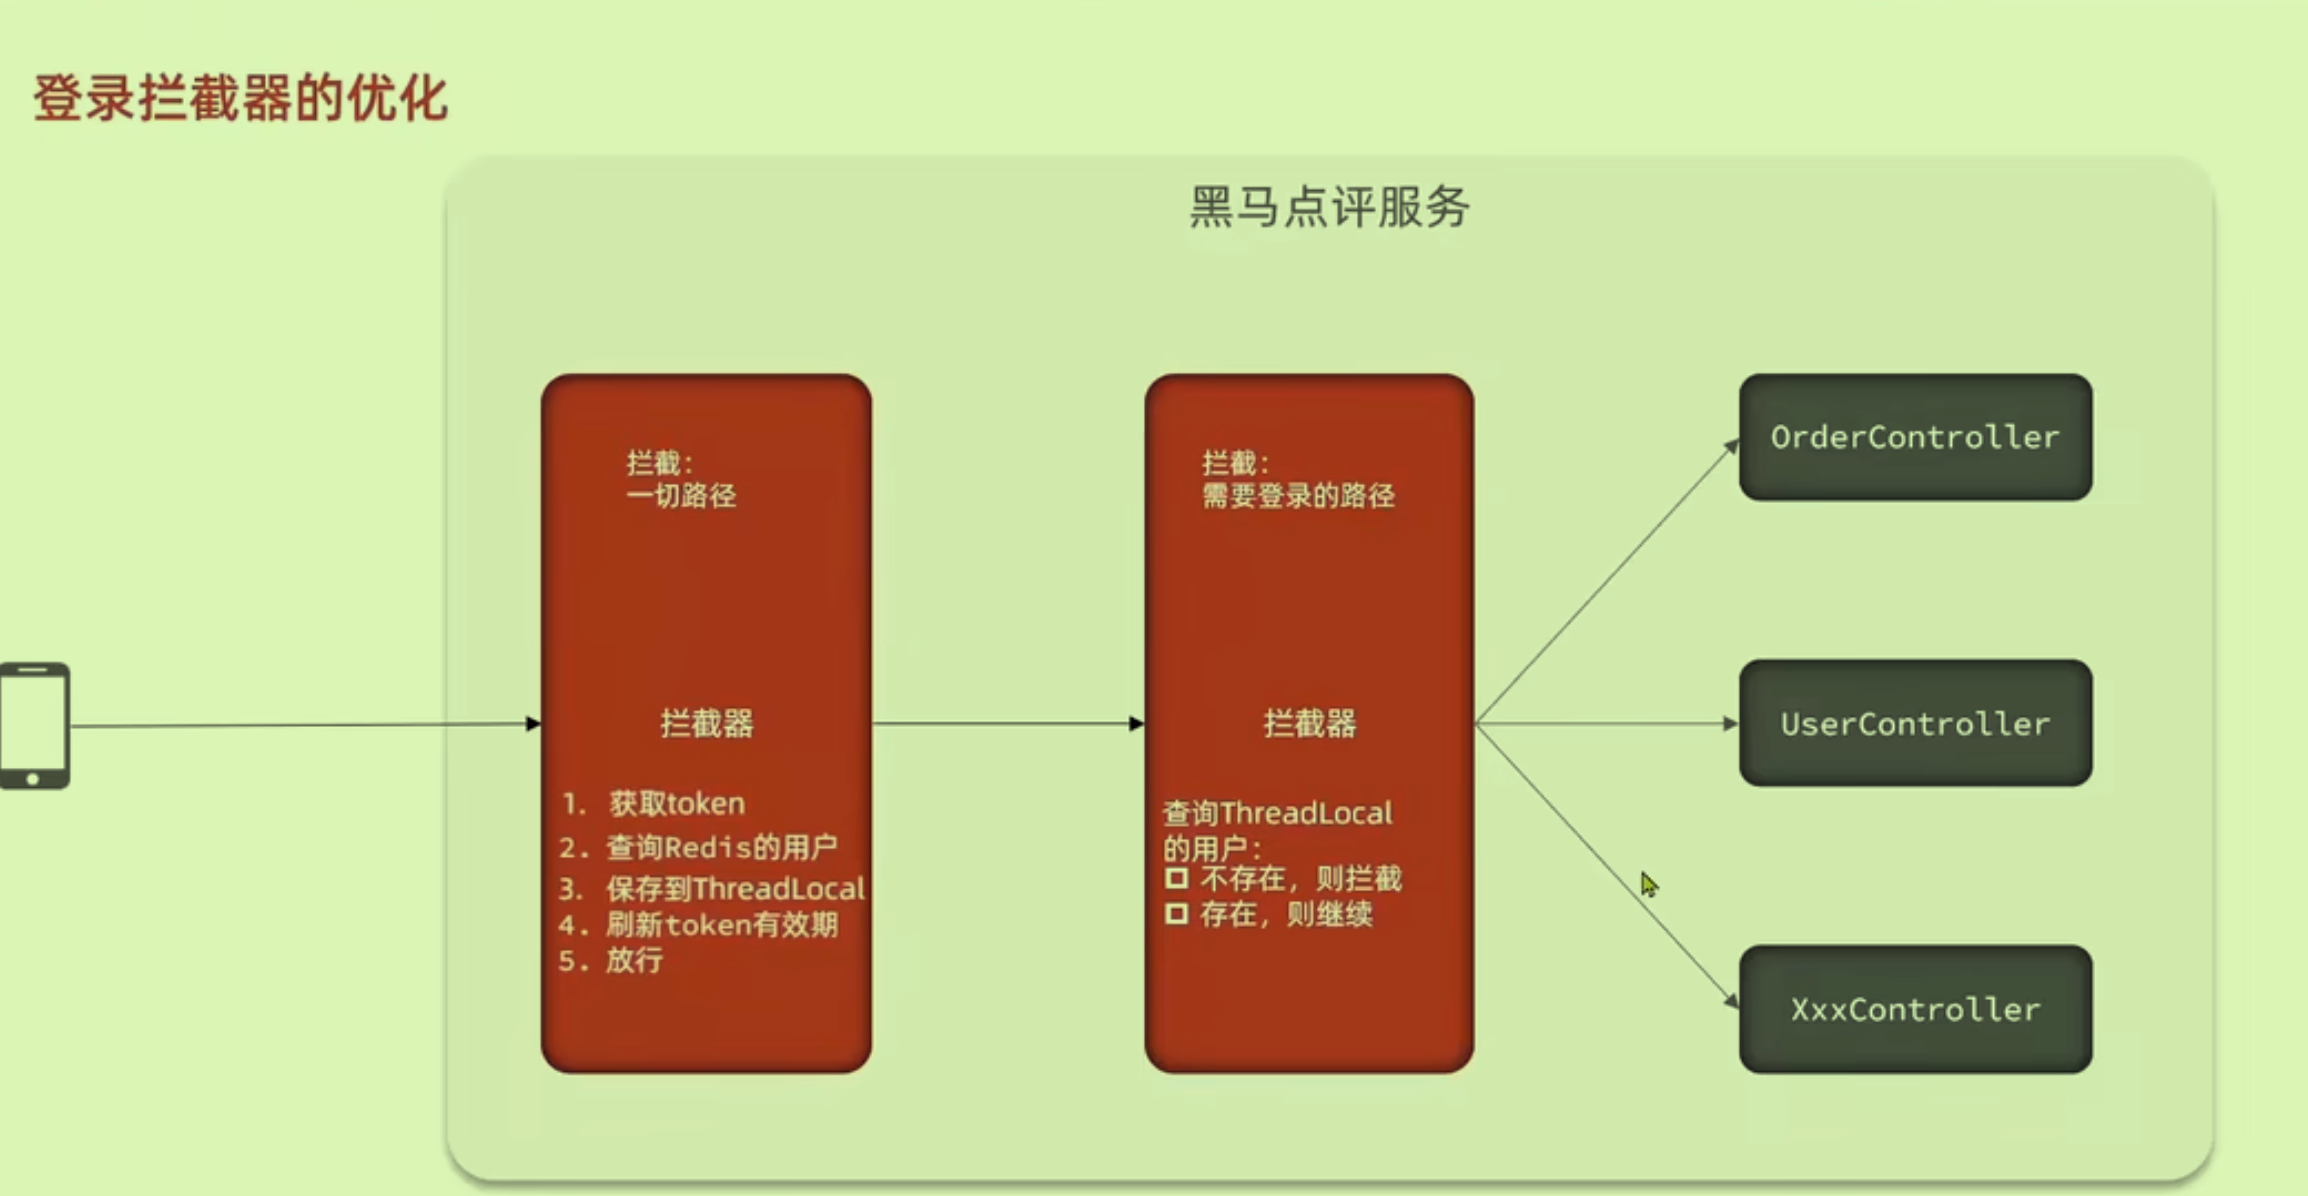 登录拦截器的优化
黑马点评服务
拦截：
一切路径
拦截器
1. 获取token
2. 查询Redis的用户
3. 保存到ThreadLocal
4. 刷新token有效期
5. 放行
拦截：
需要登录的路径
拦截器
查询ThreadLocal
的用户：
不存在，则拦截
存在，则继续
OrderController
UserController
XxxController